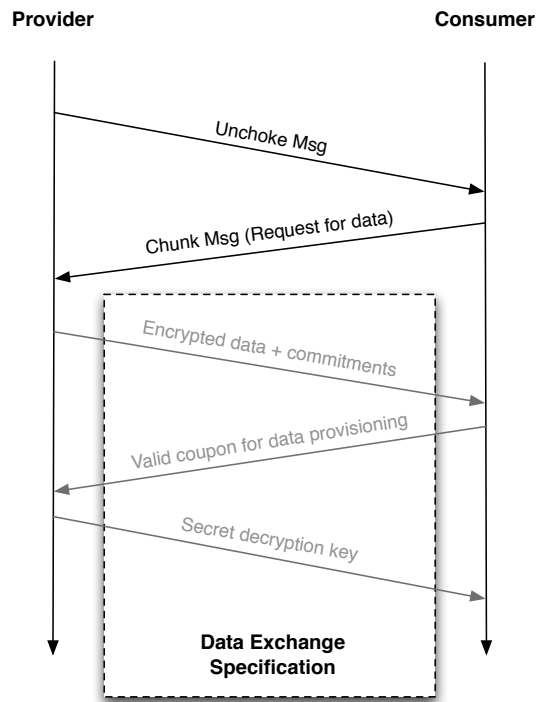 Provider
Consumer
Unchoke Msg
Chunk Msg (Request for data)
Encrypted data + commitments
Valid coupon for data provisioning
Secret decryption key
Data Exchange
Specification